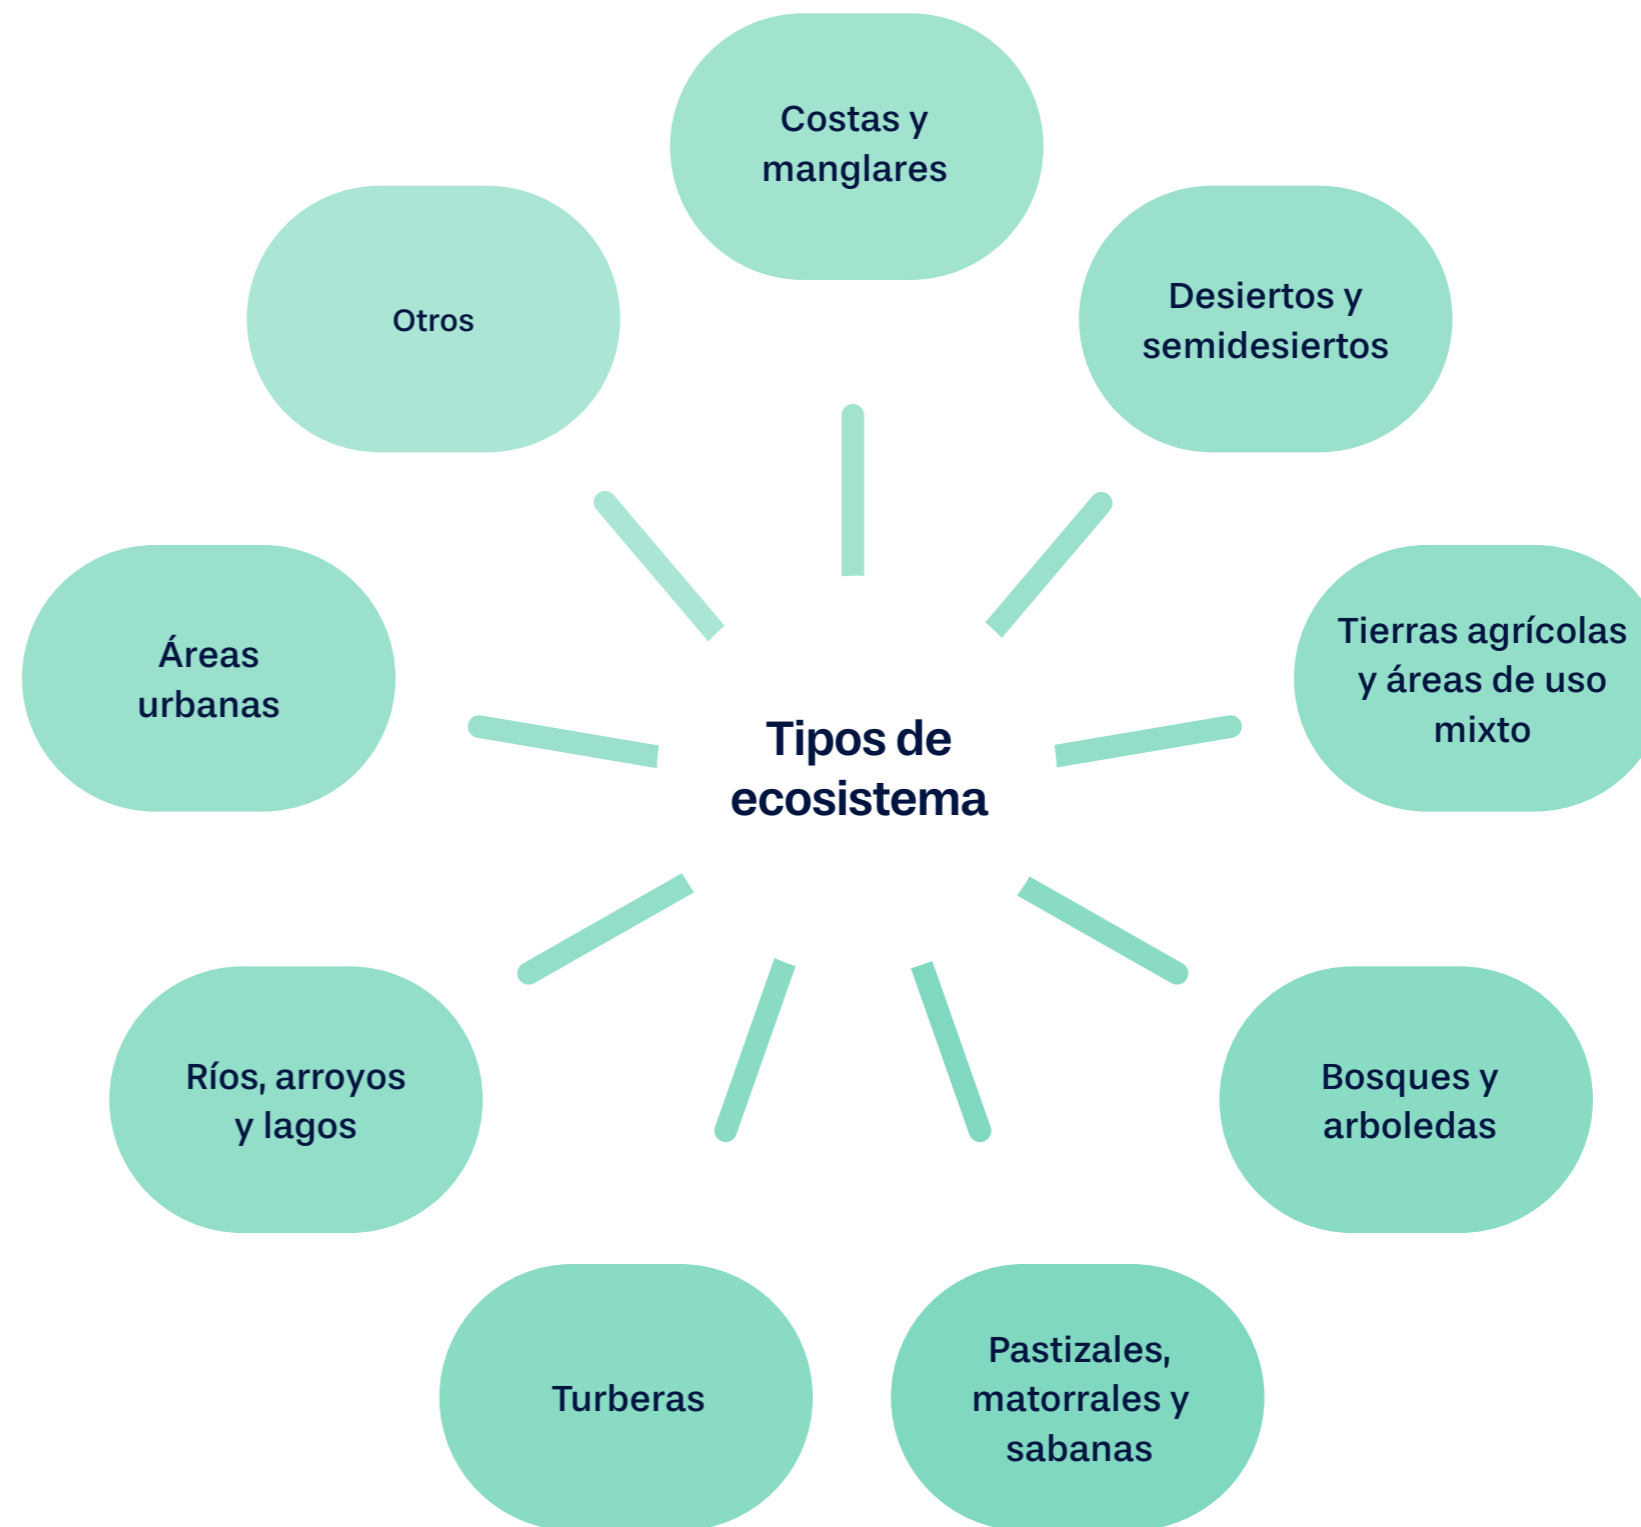 Costas y
manglares
Desiertos y
semidesiertos
Otros
Tierras agrícolas
y áreas de uso
mixto
Áreas
urbanas
Tipos de
ecosistema
Bosques y
arboledas
Ríos, arroyos
y lagos
Pastizales,
matorrales y
sabanas
Turberas